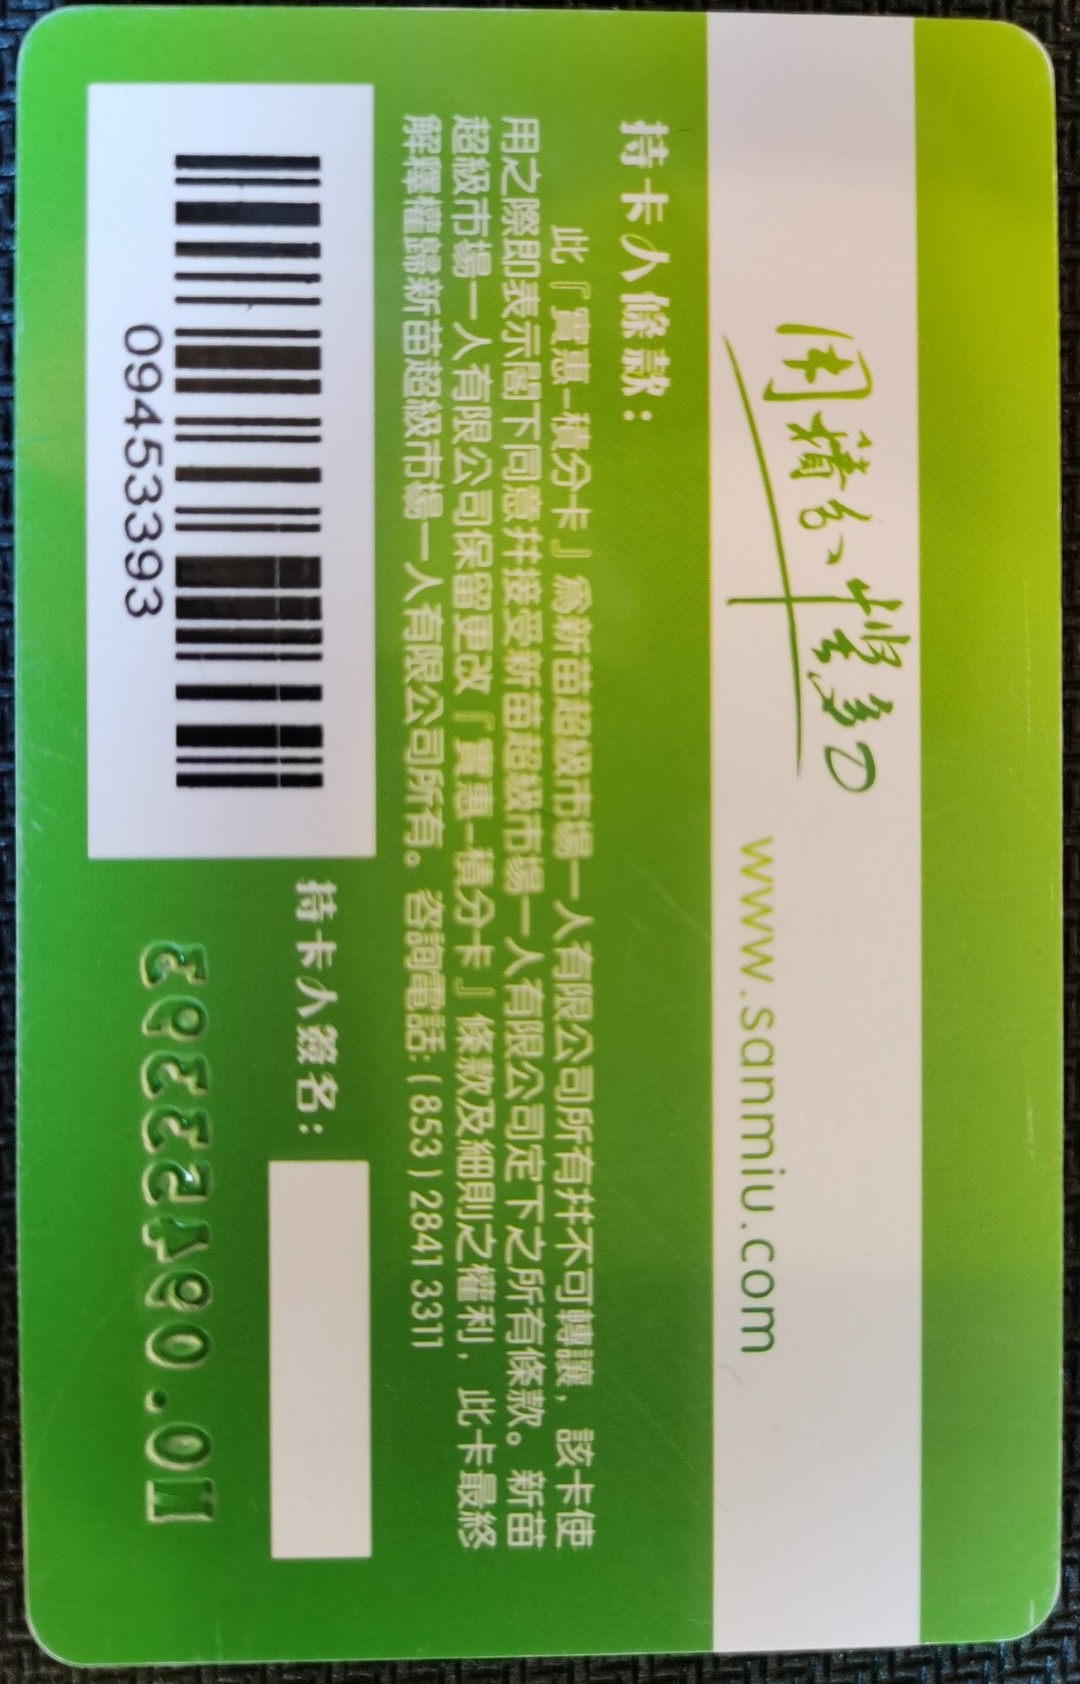 用積分 賞多D www.sanmiu.com
持卡人條款：
此『實惠-積分卡』為新苗超級市場一人有限公司所有并不可轉讓，該卡使
用之際即表示閣下同意并接受新苗超級市場一人有限公司定下之所有條款。新苗
超級市場一人有限公司保留更改『實惠-積分卡』條款及細則之權利，此卡最終
解釋權歸新苗超級市場一人有限公司所有。咨詢電話:(853)2841 3311
持卡人簽名：
09453393
NO.09453393